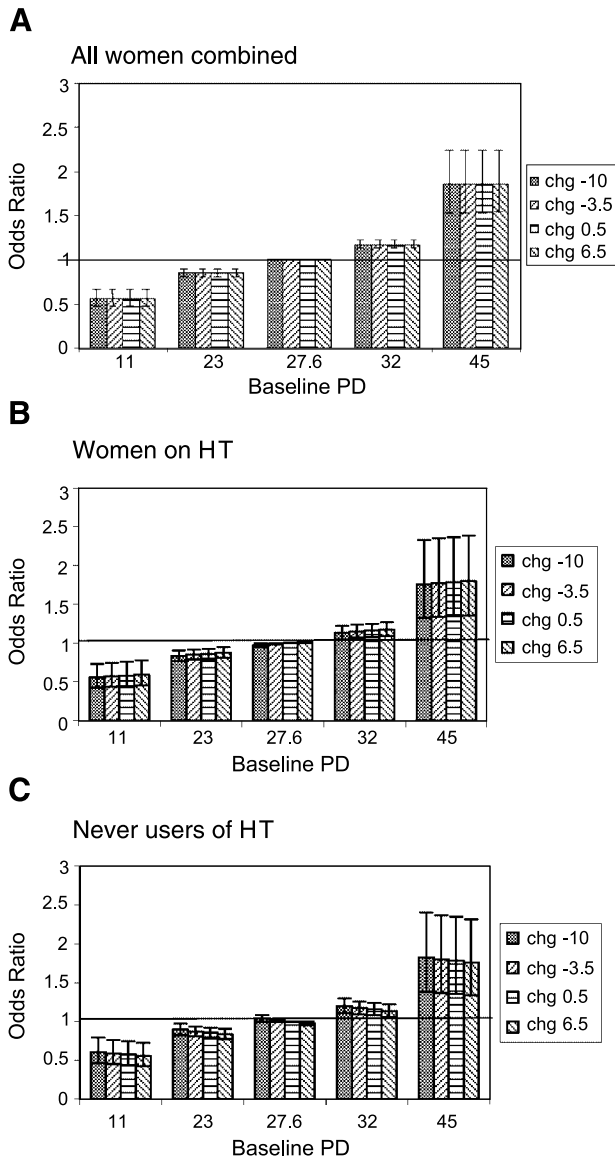 A
All women combined
3
2.5
2
1.5
1
0.5
0
Odds Ratio
11 23 27.6 32 45
Baseline PD
chg -10
chg -3.5
chg 0.5
chg 6.5
B
Women on HT
3
2.5
2
1.5
1
0.5
0
Odds Ratio
11 23 27.6 32 45
Baseline PD
chg -10
chg -3.5
chg 0.5
chg 6.5
C
Never users of HT
3
2.5
2
1.5
1
0.5
0
Odds Ratio
11 23 27.6 32 45
Baseline PD
chg -10
chg -3.5
chg 0.5
chg 6.5